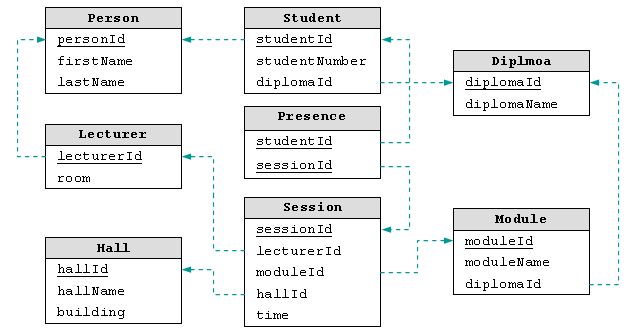 Person
personId
firstName
lastName
Student
studentId
studentNumber
diplomaId
Diplmoa
diplomaId
diplomaName
Presence
studentId
sessionId
Lecturer
lecturerId
room
Session
sessionId
lecturerId
moduleId
hallId
time
Module
moduleId
moduleName
diplomaId
Hall
hallId
hallName
building